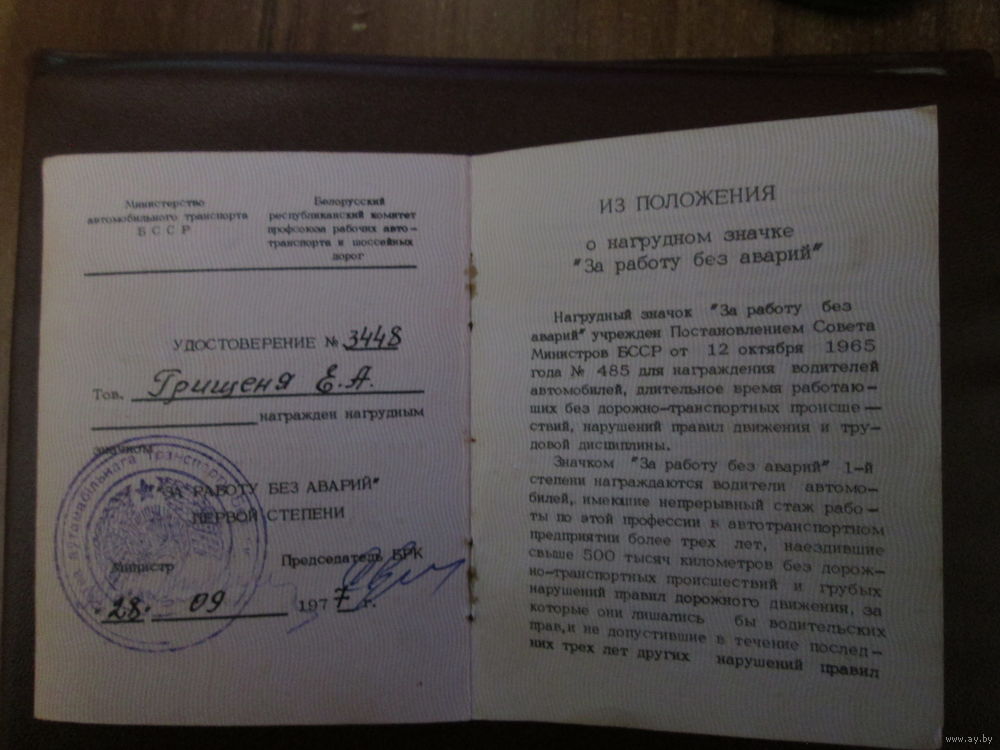 Министерство
автомобильного транспорта
БССР
Белорусский
республиканский комитет
профсоюза рабочих авто-
транспорта и шоссейных
дорог
УДОСТОВЕРЕНИЕ № 3448
Тов. Грищеня Е.А.
награжден нагрудным
значком
"ЗА РАБОТУ БЕЗ АВАРИЙ"
ПЕРВОЙ СТЕПЕНИ
Министр
Председатель БРК
28. 09 1977 г.
аўтамабільнага транспарту
ИЗ ПОЛОЖЕНИЯ
о нагрудном значке
"За работу без аварий"
Нагрудный значок "За работу без
аварий" учрежден Постановлением Совета
Министров БССР от 12 октября 1965
года № 485 для награждения водителей
автомобилей, длительное время работаю-
щих без дорожно-транспортных происше-
ствий, нарушений правил движения и тру-
довой дисциплины.
Значком "За работу без аварий" 1-й
степени награждаются водители автомо-
билей, имеющие непрерывный стаж рабо-
ты по этой профессии в автотранспортном
предприятии более трех лет, наездившие
свыше 500 тысяч километров без дорож-
но-транспортных происшествий и грубых
нарушений правил дорожного движения, за
которые они лишались бы водительских
прав, и не допустившие в течение послед-
них трех лет других нарушений правил
www.ay.by